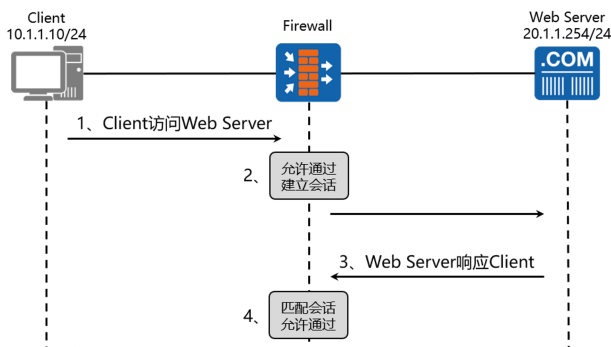 Client
10.1.1.10/24
Firewall
Web Server
20.1.1.254/24
.COM
1、Client访问Web Server
2、
允许通过
建立会话
3、Web Server响应Client
4、
匹配会话
允许通过